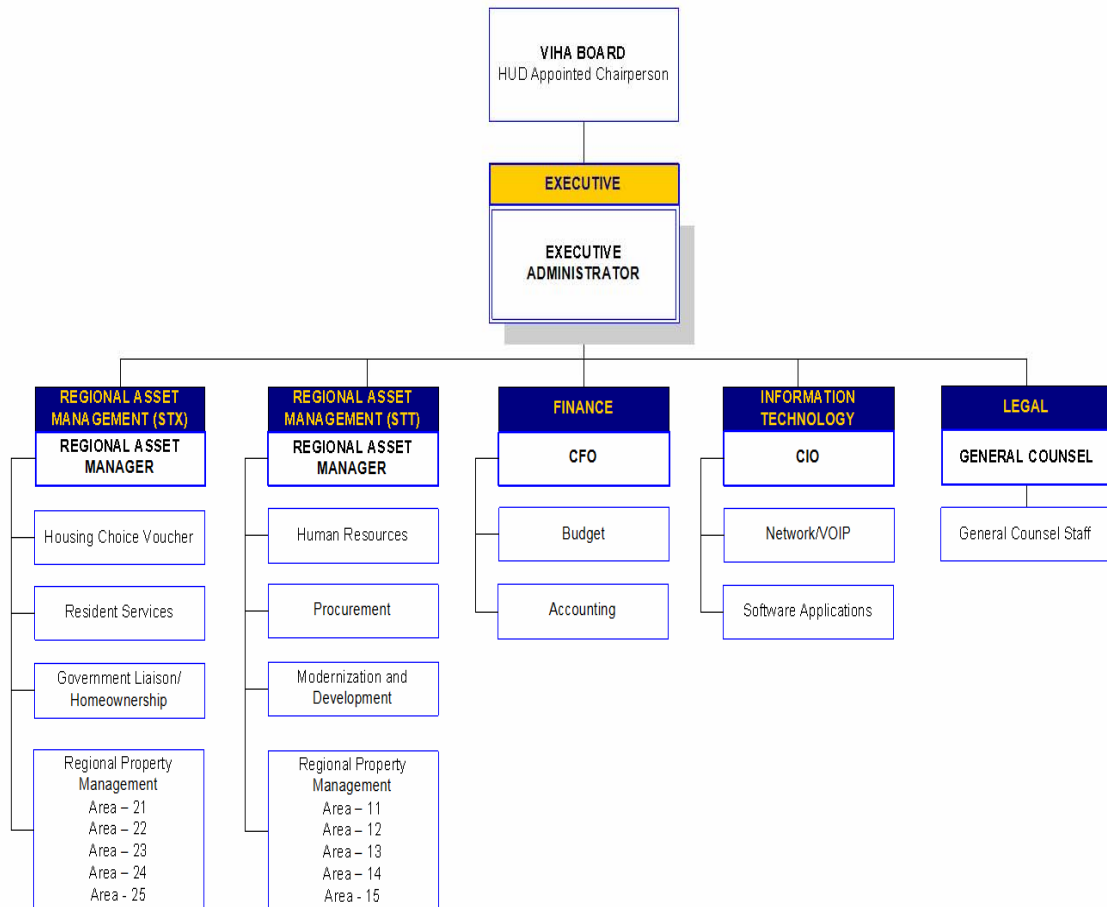 VIHA BOARD
HUD Appointed Chairperson
EXECUTIVE
EXECUTIVE
ADMINISTRATOR
REGIONAL ASSET
MANAGEMENT (STX)
REGIONAL ASSET
MANAGER
Housing Choice Voucher
Resident Services
Government Liaison/
Homeownership
Regional Property
Management
Area – 21
Area – 22
Area – 23
Area – 24
Area - 25
REGIONAL ASSET
MANAGEMENT (STT)
REGIONAL ASSET
MANAGER
Human Resources
Procurement
Modernization and
Development
Regional Property
Management
Area – 11
Area – 12
Area – 13
Area – 14
Area - 15
FINANCE
CFO
Budget
Accounting
INFORMATION
TECHNOLOGY
CIO
Network/VOIP
Software Applications
LEGAL
GENERAL COUNSEL
General Counsel Staff